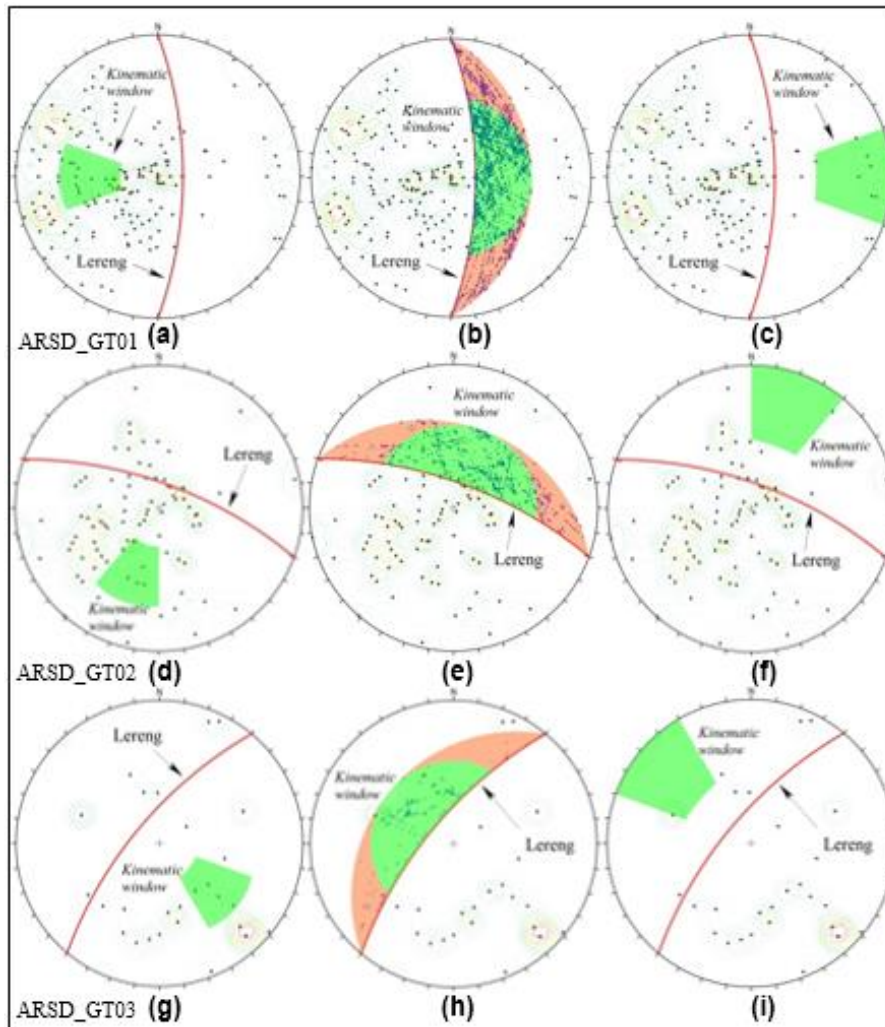 N
N
N
Kinematic
window
Kinematic
window
Kinematic
window
Lereng
Lereng
Lereng
ARSD_GT01 (a)
(b)
(c)
N
N
N
Kinematic
window
Lereng
Kinematic
window
Lereng
Kinematic
window
Lereng
ARSD_GT02 (d)
(e)
(f)
N
N
N
Lereng
Kinematic
window
Kinematic
window
Lereng
Kinematic
window
Lereng
ARSD_GT03 (g)
(h)
(i)